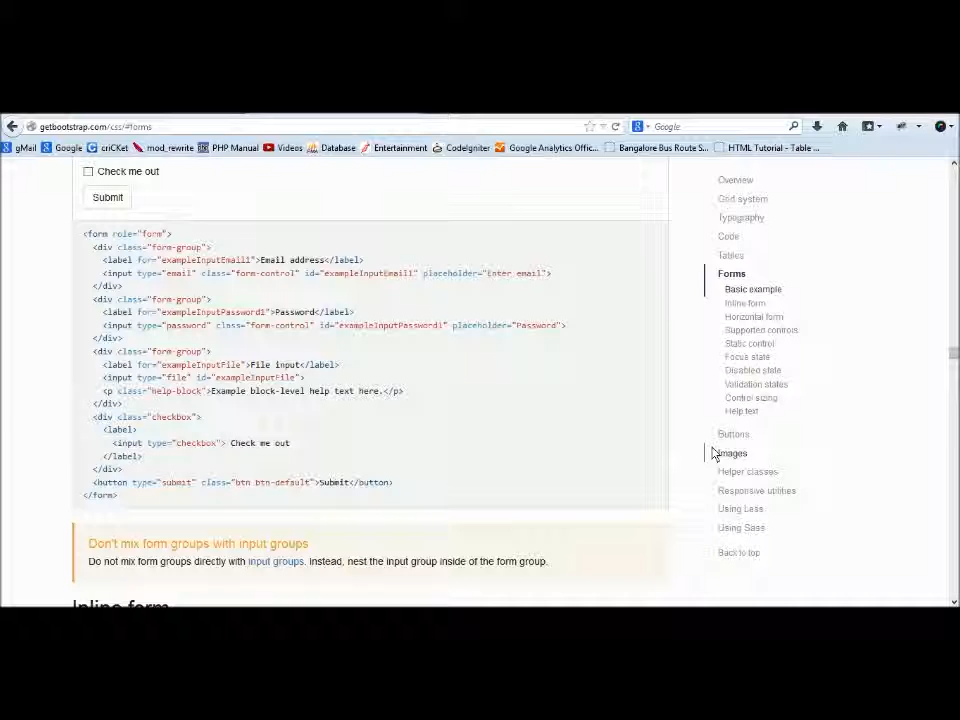 getbootstrap.com/css/#forms
Google
gMail Google criCKet mod_rewrite PHP Manual Videos Database Entertainment CodeIgniter Google Analytics Offic... Bangalore Bus Route S... HTML Tutorial - Table ...
Check me out
Submit
<form role="form">
<div class="form-group">
<label for="exampleInputEmail1">Email address</label>
<input type="email" class="form-control" id="exampleInputEmail1" placeholder="Enter email">
</div>
<div class="form-group">
<label for="exampleInputPassword1">Password</label>
<input type="password" class="form-control" id="exampleInputPassword1" placeholder="Password">
</div>
<div class="form-group">
<label for="exampleInputFile">File input</label>
<input type="file" id="exampleInputFile">
<p class="help-block">Example block-level help text here.</p>
</div>
<div class="checkbox">
<label>
<input type="checkbox"> Check me out
</label>
</div>
<button type="submit" class="btn btn-default">Submit</button>
</form>
Don't mix form groups with input groups
Do not mix form groups directly with input groups. Instead, nest the input group inside of the form group.
Inline form
Overview
Grid system
Typography
Code
Tables
Forms
Basic example
Inline form
Horizontal form
Supported controls
Static control
Focus state
Disabled state
Validation states
Control sizing
Help text
Buttons
Images
Helper classes
Responsive utilities
Using Less
Using Sass
Back to top